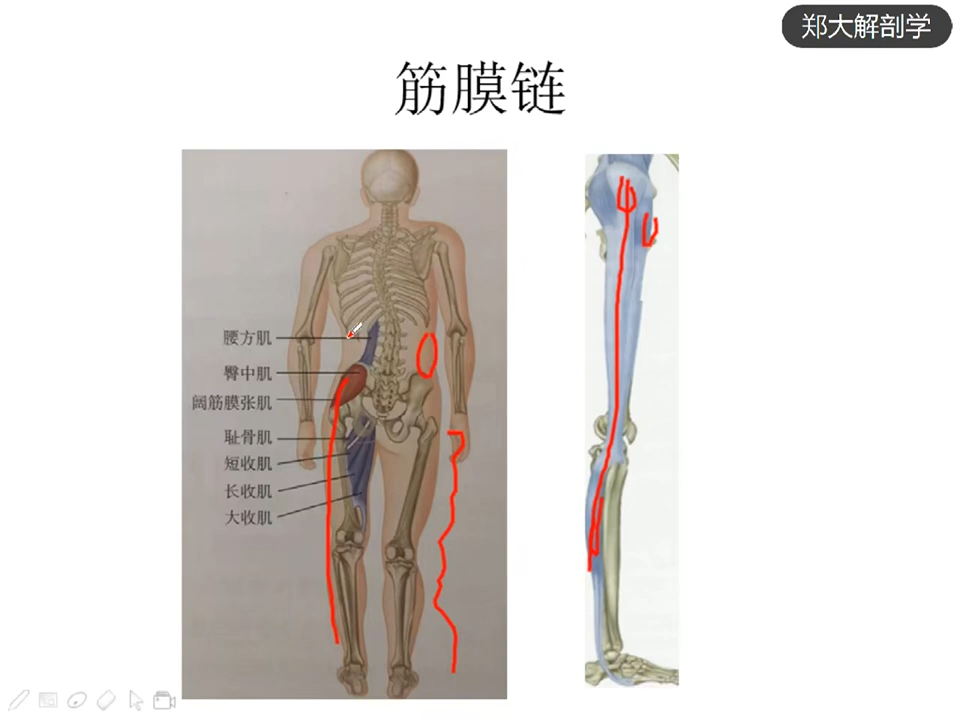 郑大解剖学
筋膜链
腰方肌
臀中肌
阔筋膜张肌
耻骨肌
短收肌
长收肌
大收肌